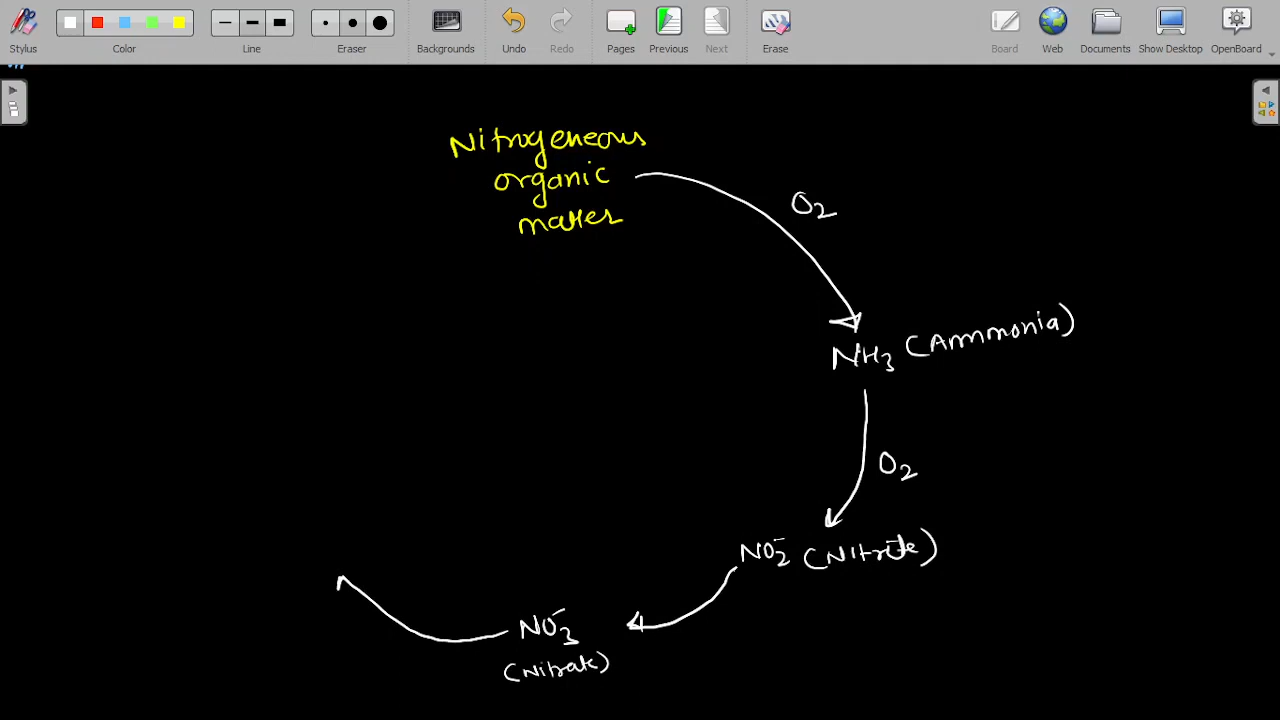 Stylus
Color
Line
Eraser
Backgrounds
Undo
Redo
Pages
Previous
Next
Erase
Board
Web
Documents
Show Desktop
OpenBoard
Nitrogeneous
organic
matter
O2
NH3 (Ammonia)
O2
NO2- (Nitrite)
NO3-
(Nitrate)